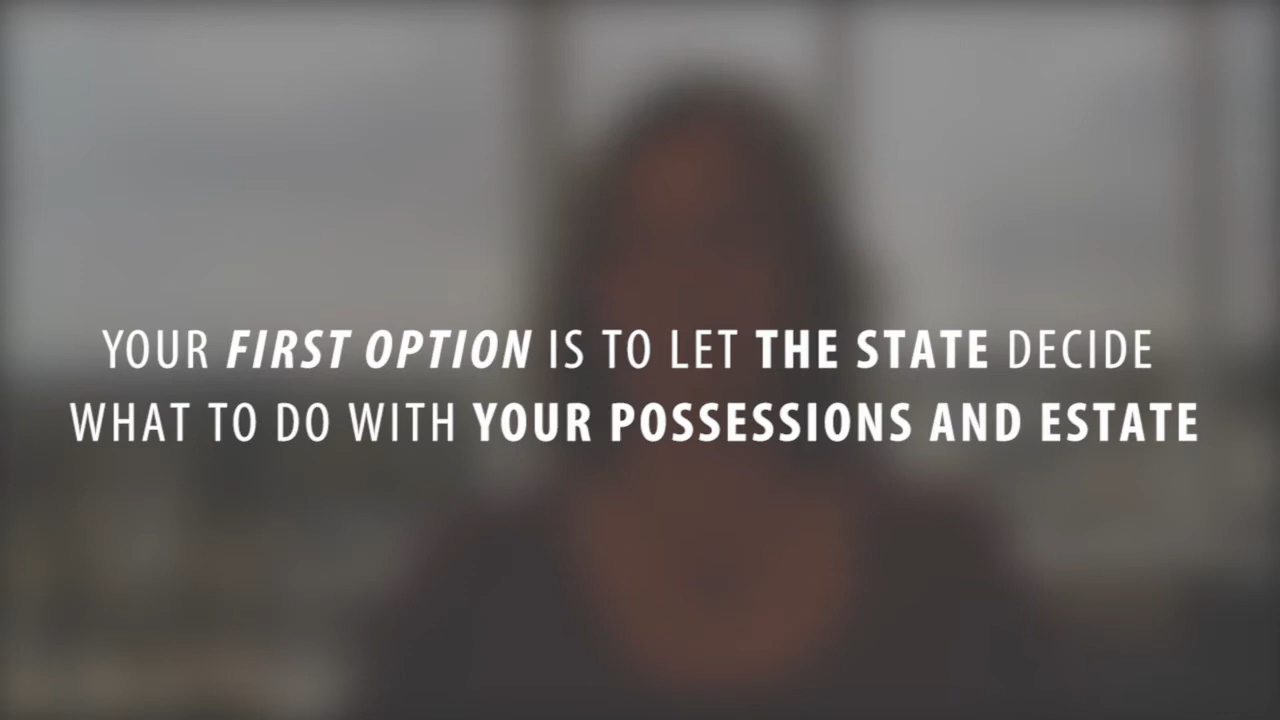 YOUR FIRST OPTION IS TO LET THE STATE DECIDE
WHAT TO DO WITH YOUR POSSESSIONS AND ESTATE